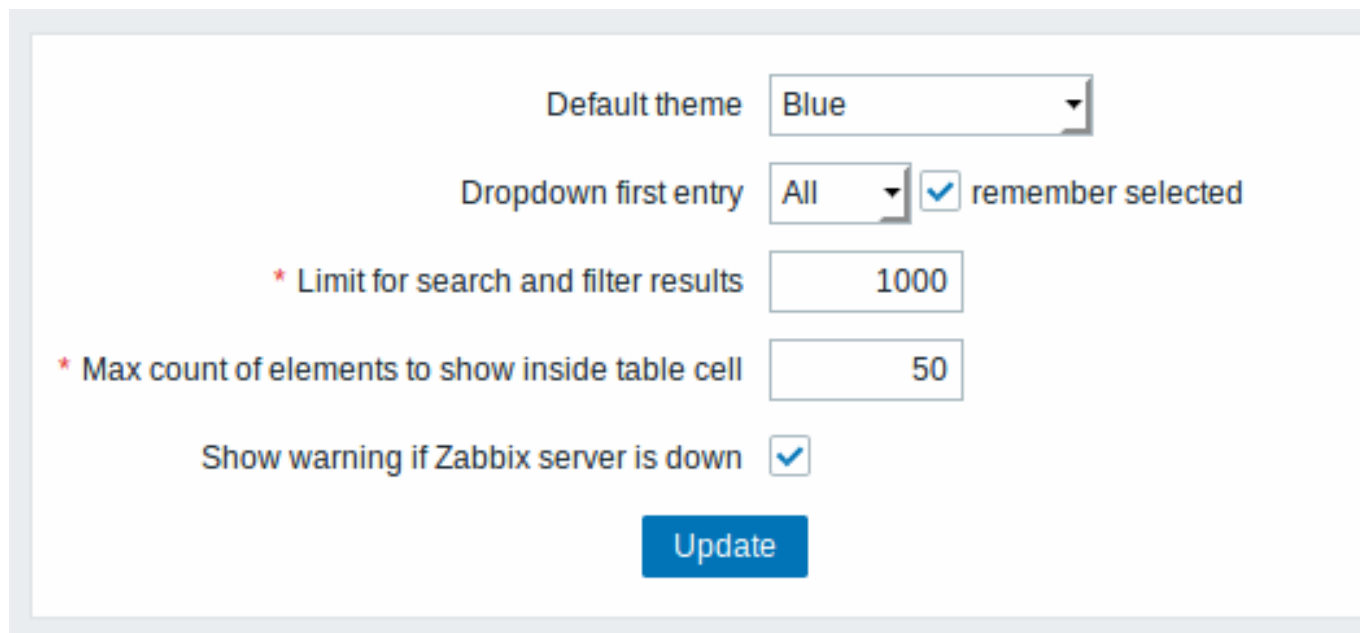 Default theme Blue
Dropdown first entry All remember selected
* Limit for search and filter results 1000
* Max count of elements to show inside table cell 50
Show warning if Zabbix server is down
Update